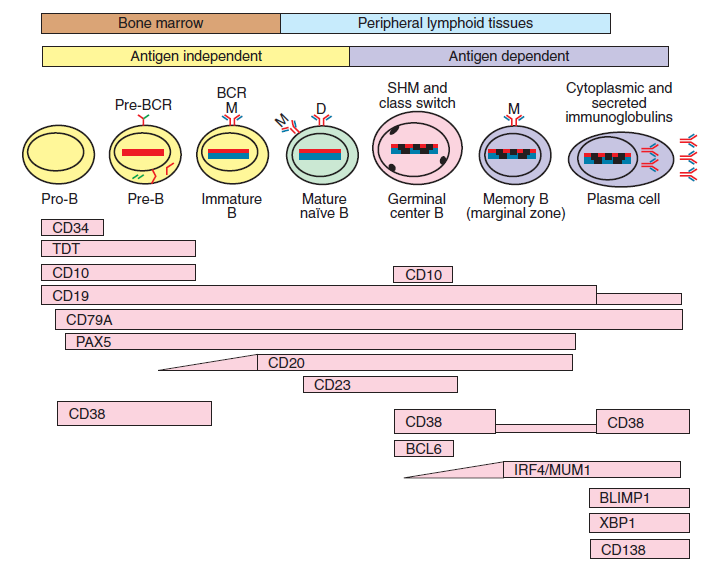 Bone marrow
Peripheral lymphoid tissues
Antigen independent
Antigen dependent
Pre-BCR
BCR
M
M
D
SHM and
class switch
M
Cytoplasmic and
secreted
immunoglobulins
Pro-B
Pre-B
Immature
B
Mature
naïve B
Germinal
center B
Memory B
(marginal zone)
Plasma cell
CD34
TDT
CD10
CD10
CD19
CD79A
PAX5
CD20
CD23
CD38
CD38
CD38
BCL6
IRF4/MUM1
BLIMP1
XBP1
CD138